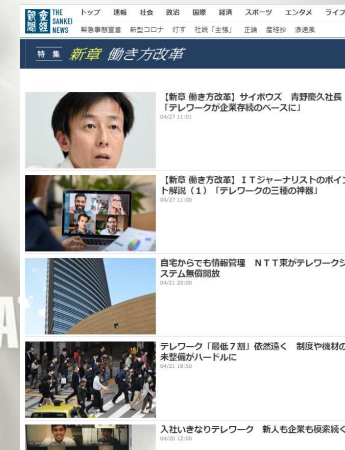 産経新聞
THE SANKEI NEWS
トップ 速報 社会 政治 国際 経済 スポーツ エンタメ ライフ
緊急事態宣言 新型コロナ 灯す 社説「主張」 正論 産経抄 浪速風
特集 新章 働き方改革
【新章 働き方改革】サイボウズ 青野慶久社長
「テレワークが企業存続のベースに」
04/27 11:01
【新章 働き方改革】ITジャーナリストのポイン
ト解説(1)「テレワークの三種の神器」
04/27 11:00
自宅からでも情報管理 NTT東がテレワークシ
ステム無償開放
04/21 20:00
テレワーク「最低7割」依然遠く 制度や機材の
未整備がハードルに
04/21 18:50
入社いきなりテレワーク 新人も企業も模索続く
04/20 12:00